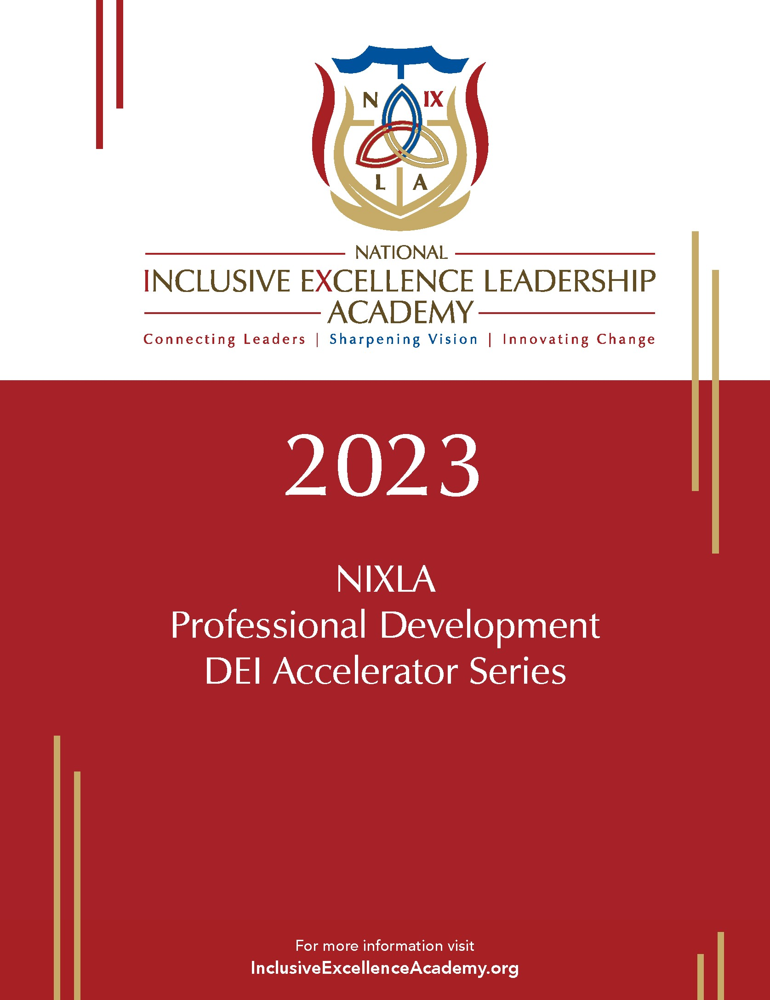 N IX
L A
NATIONAL
INCLUSIVE EXCELLENCE LEADERSHIP
ACADEMY
Connecting Leaders | Sharpening Vision | Innovating Change
2023
NIXLA
Professional Development
DEI Accelerator Series
For more information visit
InclusiveExcellenceAcademy.org